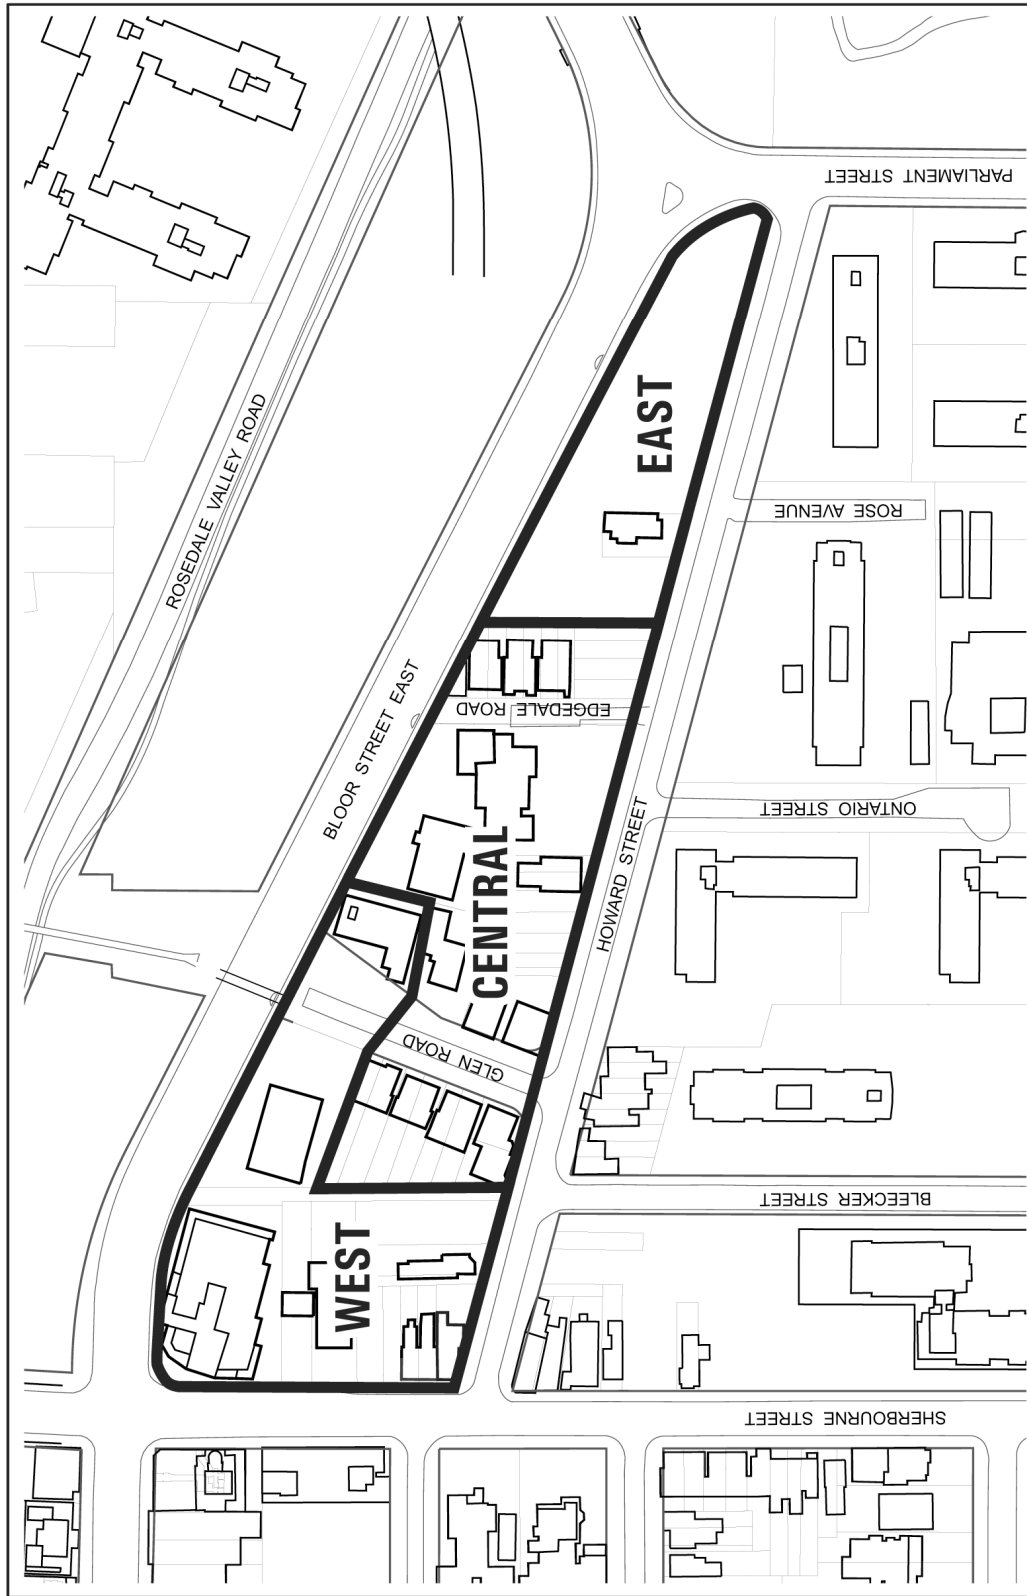 PARLIAMENT STREET
ROSEDALE VALLEY ROAD
EAST
ROSE AVENUE
BLOOR STREET EAST
EDGEDALE ROAD
ONTARIO STREET
HOWARD STREET
CENTRAL
GLEN ROAD
BLEECKER STREET
WEST
SHERBOURNE STREET